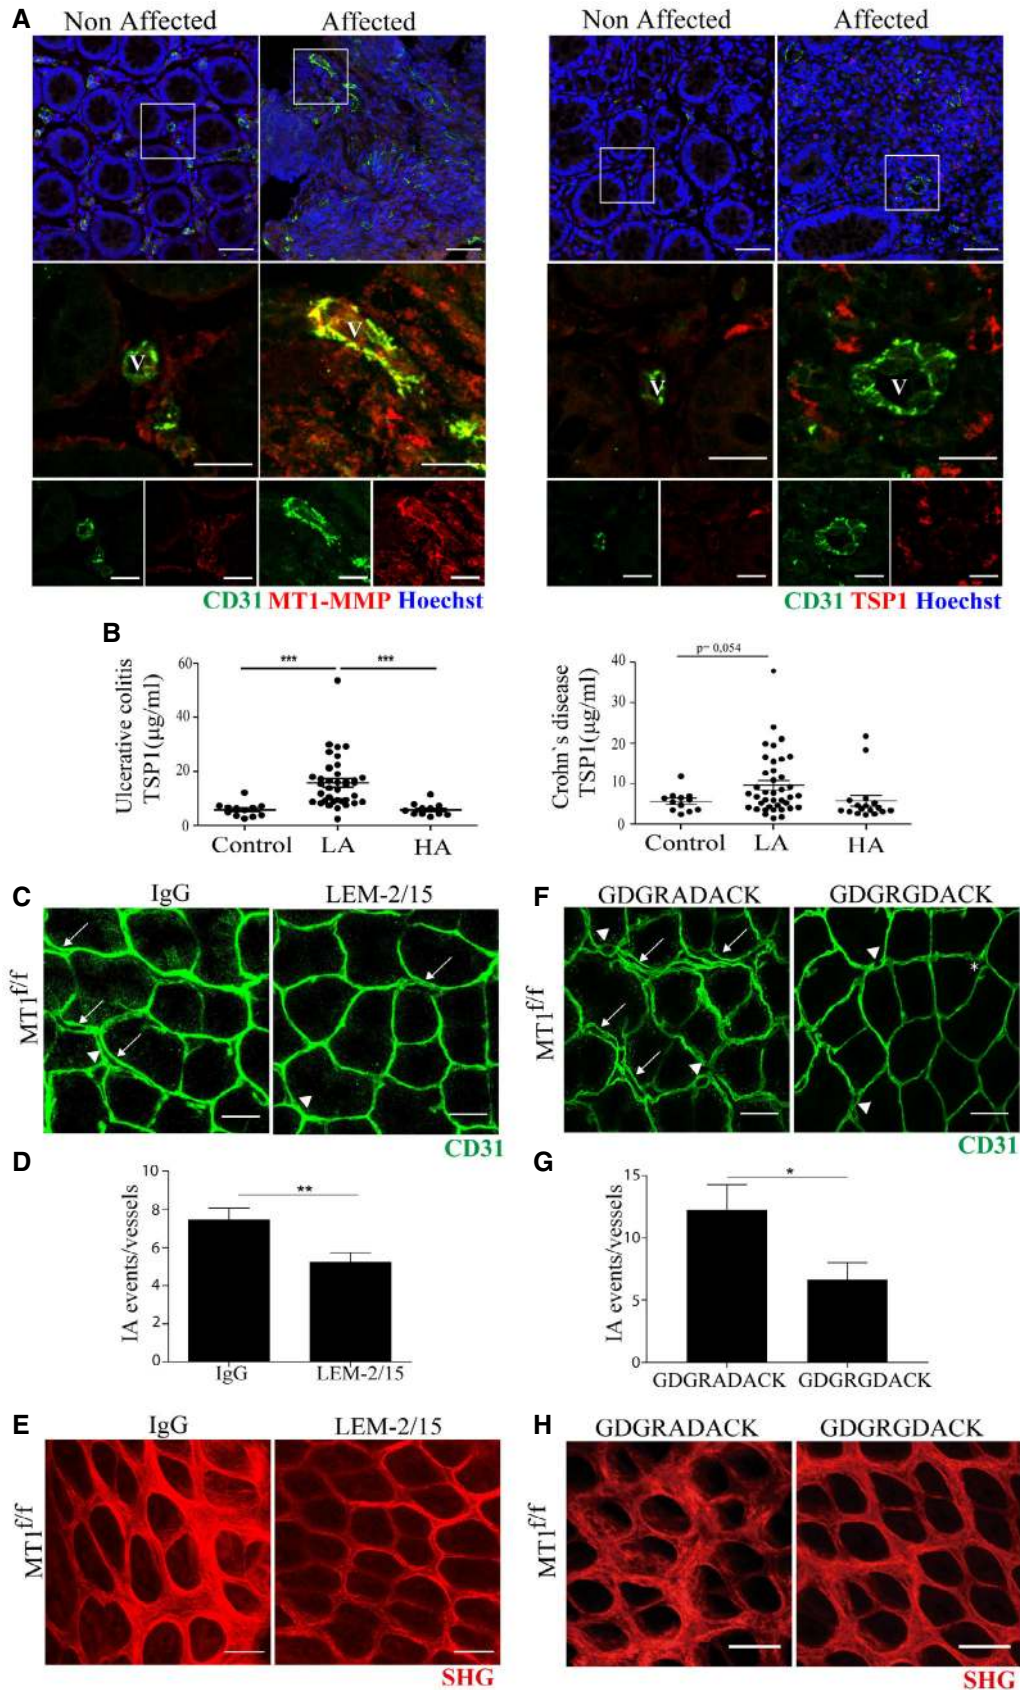 A
Non Affected Affected
Non Affected Affected
V V
V V
CD31 MT1-MMP Hoechst
CD31 TSP1 Hoechst
B
Ulcerative colitis
TSP1(µg/ml)
60
40
20
0
*** ***
Control LA HA
Crohn`s disease
TSP1(µg/ml)
40
30
20
10
0
p= 0,054
Control LA HA
C
IgG LEM-2/15
MT1f/f
CD31
F
GDGRADACK GDGRGDACK
MT1f/f
*
CD31
D
IA events/vessels
10
8
6
4
2
0
**
IgG LEM-2/15
G
IA events/vessels
15
10
5
0
*
GDGRADACK GDGRGDACK
E
IgG LEM-2/15
MT1f/f
SHG
H
GDGRADACK GDGRGDACK
MT1f/f
SHG